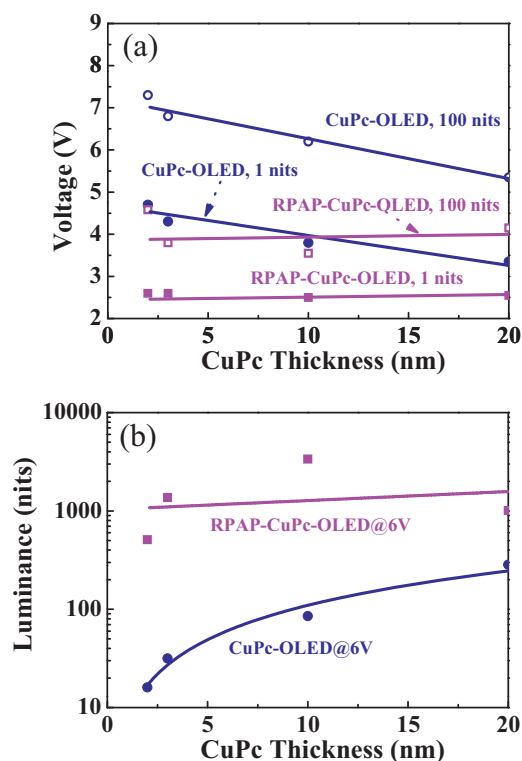 (a)
9
8
7
6
5
4
3
2
Voltage (V)
CuPc-OLED, 100 nits
CuPc-OLED, 1 nits
RPAP-CuPc-OLED, 100 nits
RPAP-CuPc-OLED, 1 nits
0 5 10 15 20
CuPc Thickness (nm)
(b)
10000
1000
100
10
Luminance (nits)
RPAP-CuPc-OLED@6V
CuPc-OLED@6V
0 5 10 15 20
CuPc Thickness (nm)